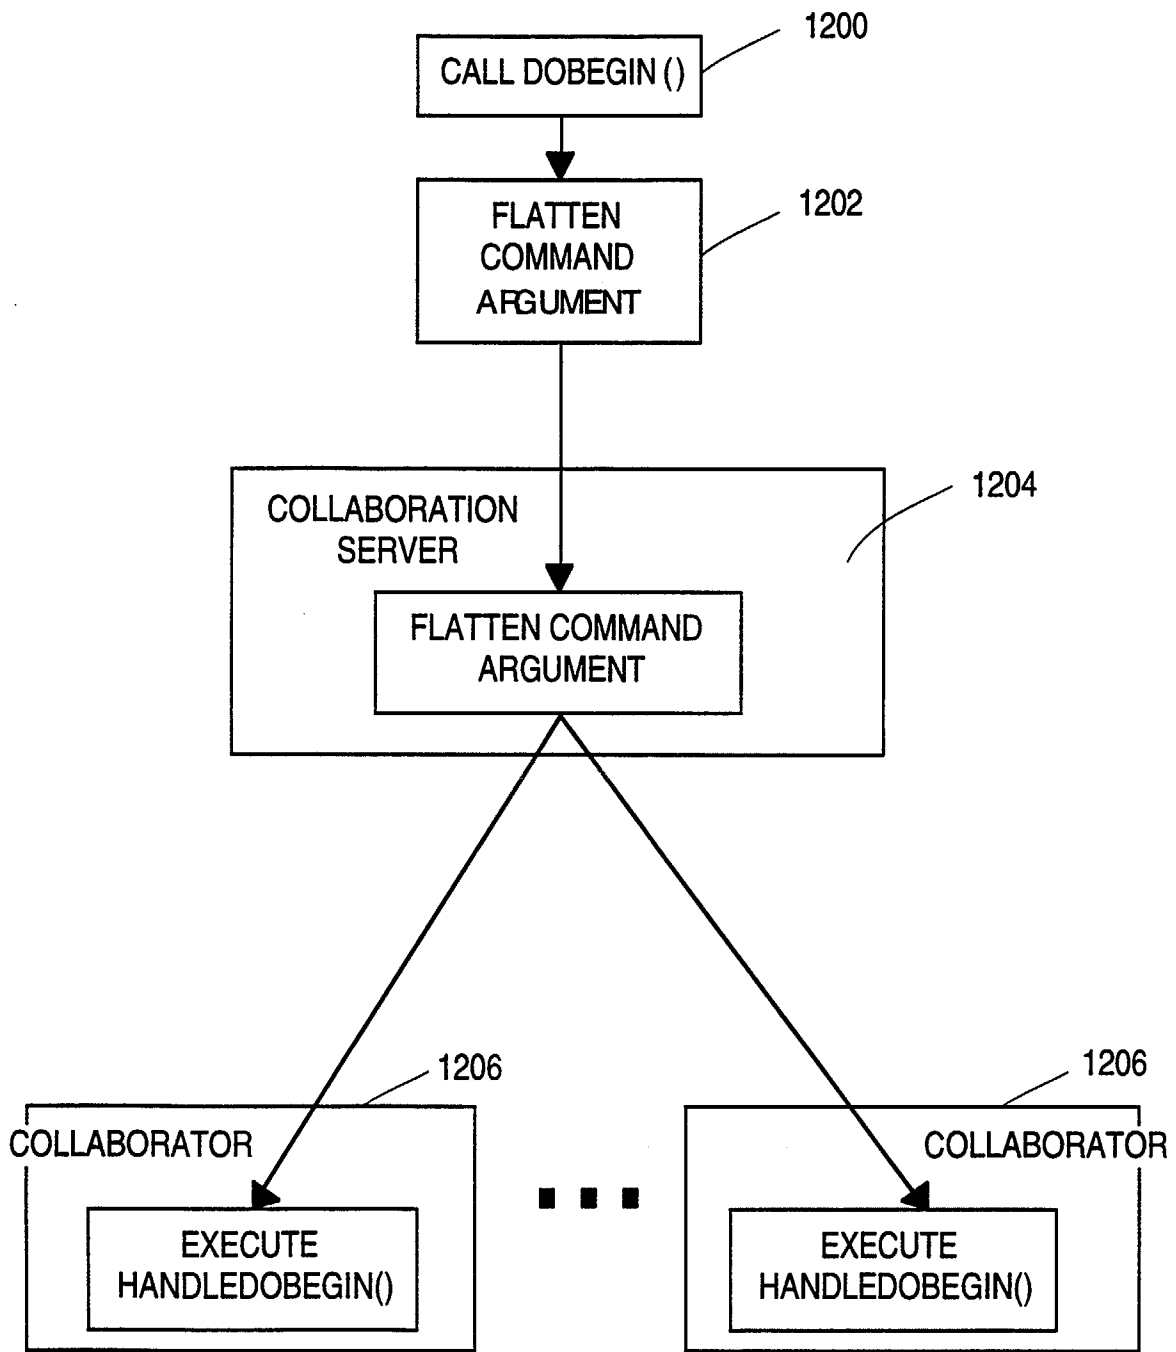 1200
CALL DOBEGIN ()
1202
FLATTEN
COMMAND
ARGUMENT
1204
COLLABORATION
SERVER
FLATTEN COMMAND
ARGUMENT
1206
1206
COLLABORATOR
COLLABORATOR
EXECUTE
HANDLEDOBEGIN()
EXECUTE
HANDLEDOBEGIN()